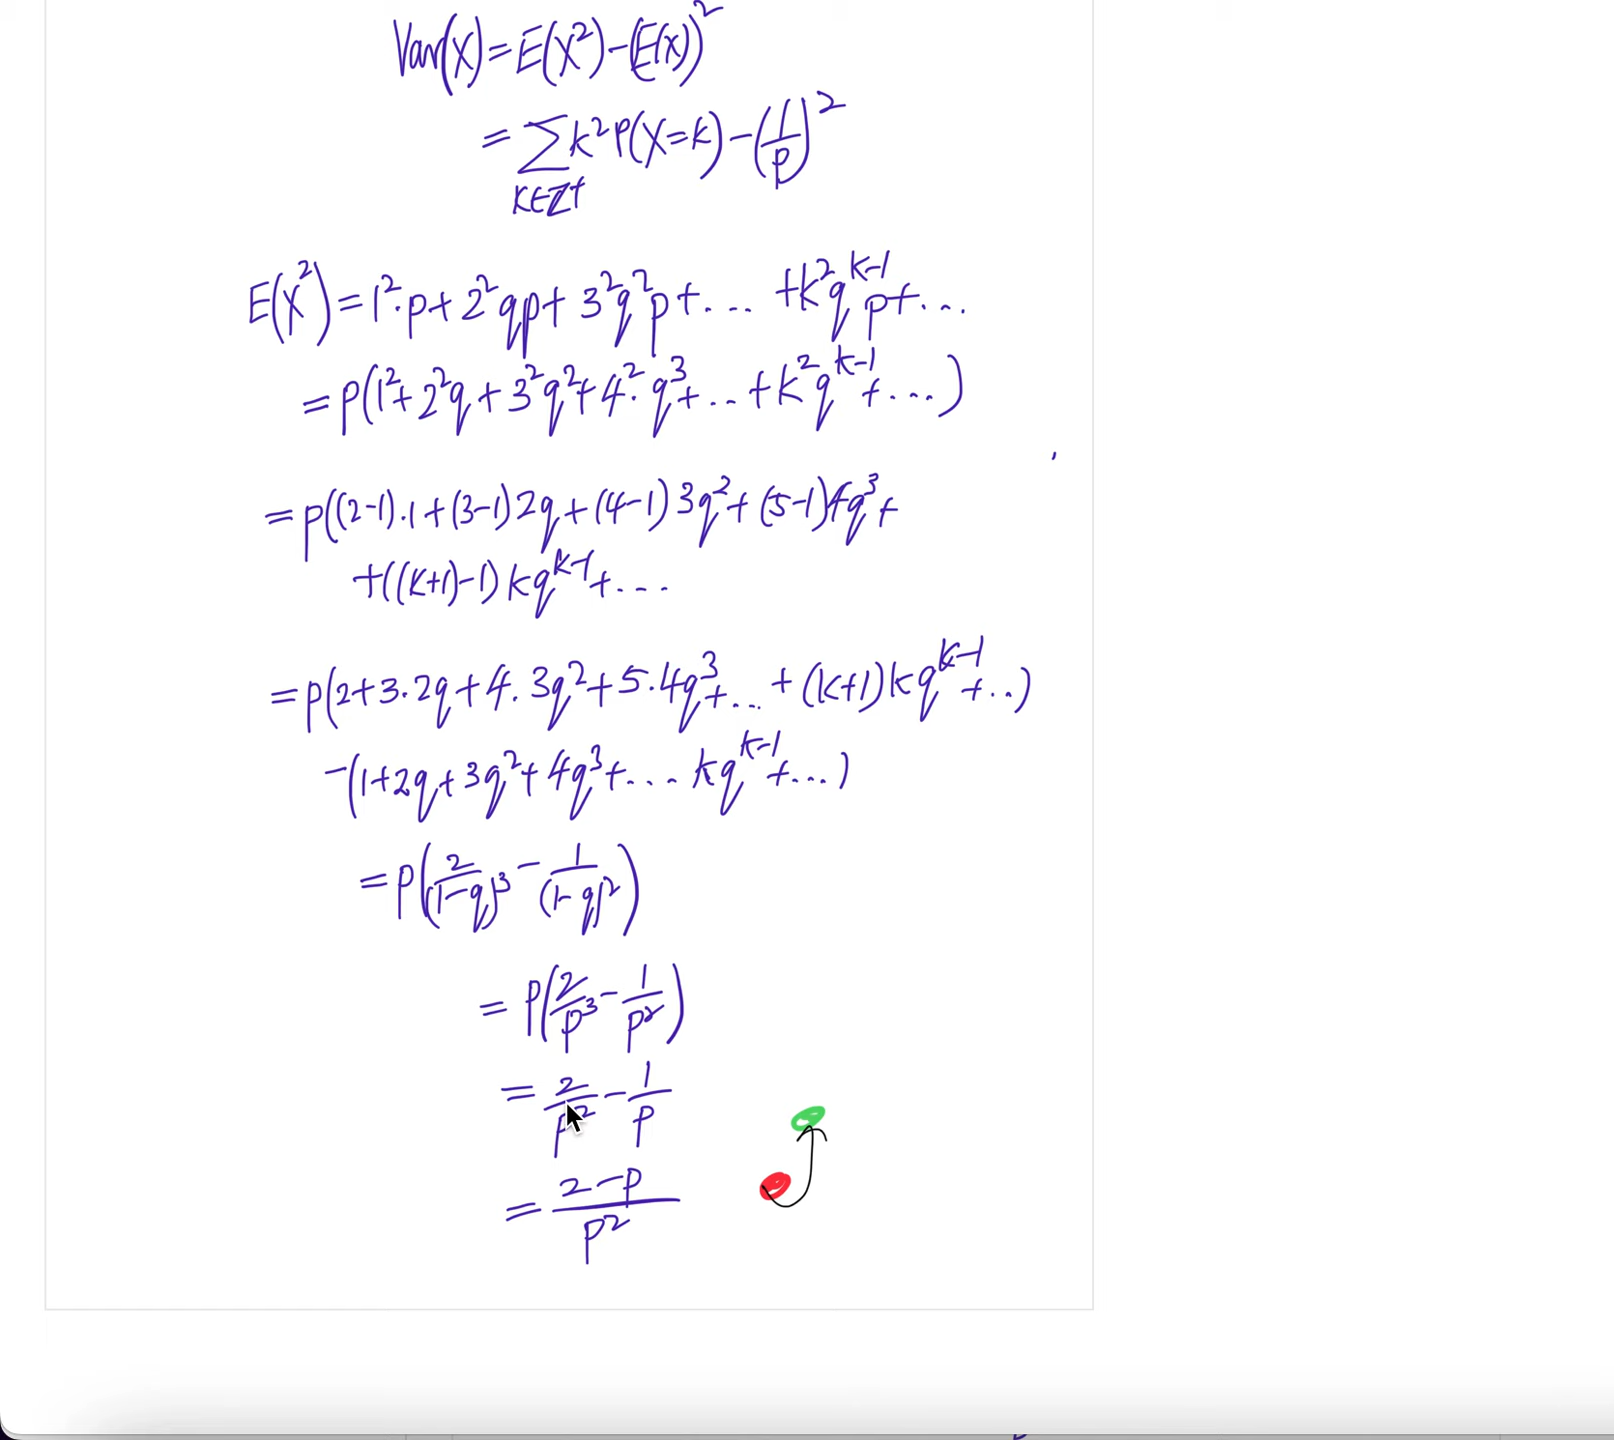 Var(X)=E(X²)-(E(x))²
=∑k²P(X=k)-(1/p)²
k∈Z+
E(X²)=1²·p+2²qp+3²q²p+.... +k²q^(k-1)p+....
=p(1²+2²q+3²q²+4²·q³+...+k²q^(k-1)+....)
=p((2-1).1+(3-1)2q+(4-1)3q²+(5-1)4q³+
+((k+1)-1)kq^(k-1)+....
=p(2+3.2q+4.3q²+5.4q³+... +(k+1)kq^(k-1)+..)
-(1+2q+3q²+4q³+.... kq^(k-1)+....)
=p(2/(1-q)³-1/(1-q)²)
=p(2/p³-1/p²)
=2/p²-1/p
=(2-p)/p²